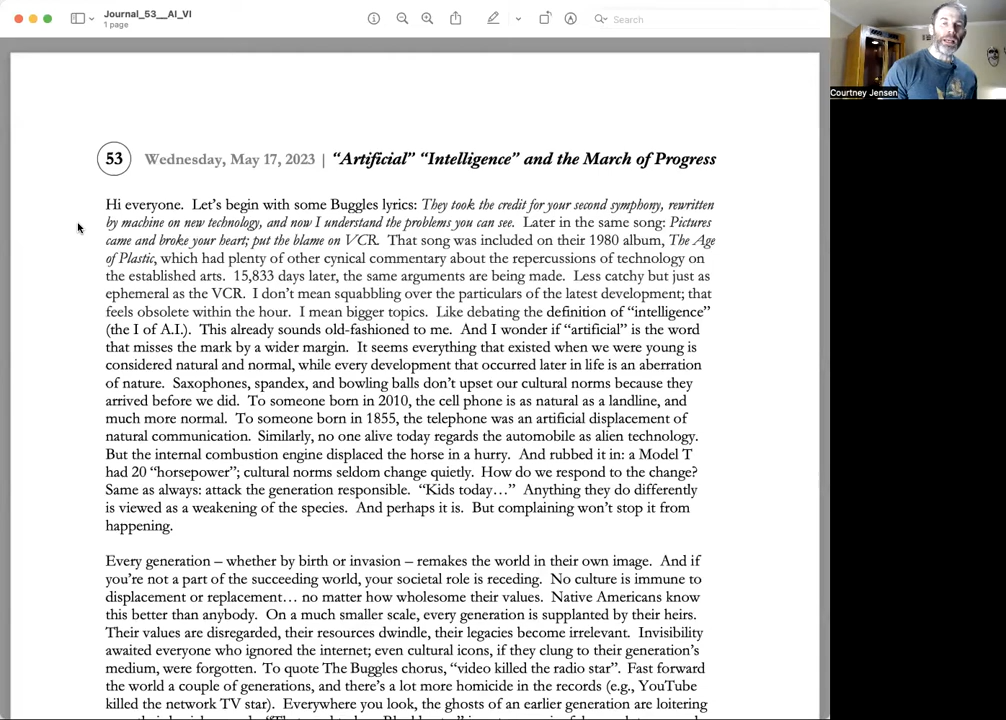 Journal_53__AI_VI
1 page
Search
Courtney Jensen
53 Wednesday, May 17, 2023 | “Artificial” “Intelligence” and the March of Progress
Hi everyone. Let’s begin with some Buggles lyrics: They took the credit for your second symphony, rewritten
by machine on new technology, and now I understand the problems you can see. Later in the same song: Pictures
came and broke your heart; put the blame on VCR. That song was included on their 1980 album, The Age
of Plastic, which had plenty of other cynical commentary about the repercussions of technology on
the established arts. 15,833 days later, the same arguments are being made. Less catchy but just as
ephemeral as the VCR. I don’t mean squabbling over the particulars of the latest development; that
feels obsolete within the hour. I mean bigger topics. Like debating the definition of “intelligence”
(the I of A.I.). This already sounds old-fashioned to me. And I wonder if “artificial” is the word
that misses the mark by a wider margin. It seems everything that existed when we were young is
considered natural and normal, while every development that occurred later in life is an aberration
of nature. Saxophones, spandex, and bowling balls don’t upset our cultural norms because they
arrived before we did. To someone born in 2010, the cell phone is as natural as a landline, and
much more normal. To someone born in 1855, the telephone was an artificial displacement of
natural communication. Similarly, no one alive today regards the automobile as alien technology.
But the internal combustion engine displaced the horse in a hurry. And rubbed it in: a Model T
had 20 “horsepower”; cultural norms seldom change quietly. How do we respond to the change?
Same as always: attack the generation responsible. “Kids today…” Anything they do differently
is viewed as a weakening of the species. And perhaps it is. But complaining won’t stop it from
happening.
Every generation – whether by birth or invasion – remakes the world in their own image. And if
you’re not a part of the succeeding world, your societal role is receding. No culture is immune to
displacement or replacement… no matter how wholesome their values. Native Americans know
this better than anybody. On a much smaller scale, every generation is supplanted by their heirs.
Their values are disregarded, their resources dwindle, their legacies become irrelevant. Invisibility
awaited everyone who ignored the internet; even cultural icons, if they clung to their generation’s
medium, were forgotten. To quote The Buggles chorus, “video killed the radio star”. Fast forward
the world a couple of generations, and there’s a lot more homicide in the records (e.g., YouTube
killed the network TV star). Everywhere you look, the ghosts of an earlier generation are loitering